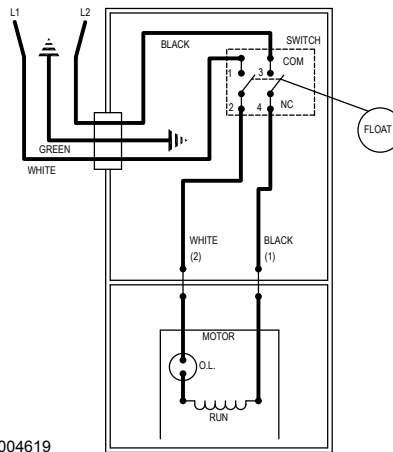 L1
L2
BLACK
SWITCH
COM
1
3
2
4
NC
FLOAT
GREEN
WHITE
WHITE
(2)
BLACK
(1)
MOTOR
O.L.
RUN
004619